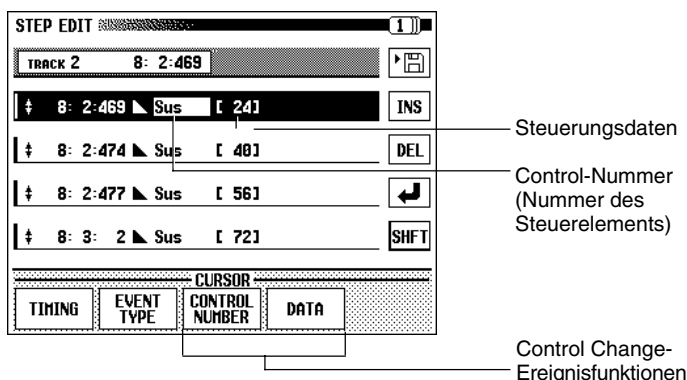 STEP EDIT 1
TRACK 2 8: 2:469
8: 2:469 Sus [ 24] INS
Steuerungsdaten
8: 2:474 Sus [ 40] DEL
Control-Nummer
(Nummer des
Steuerelements)
8: 2:477 Sus [ 56]
8: 3: 2 Sus [ 72] SHFT
CURSOR
TIMING EVENT TYPE CONTROL NUMBER DATA
Control Change-
Ereignisfunktionen